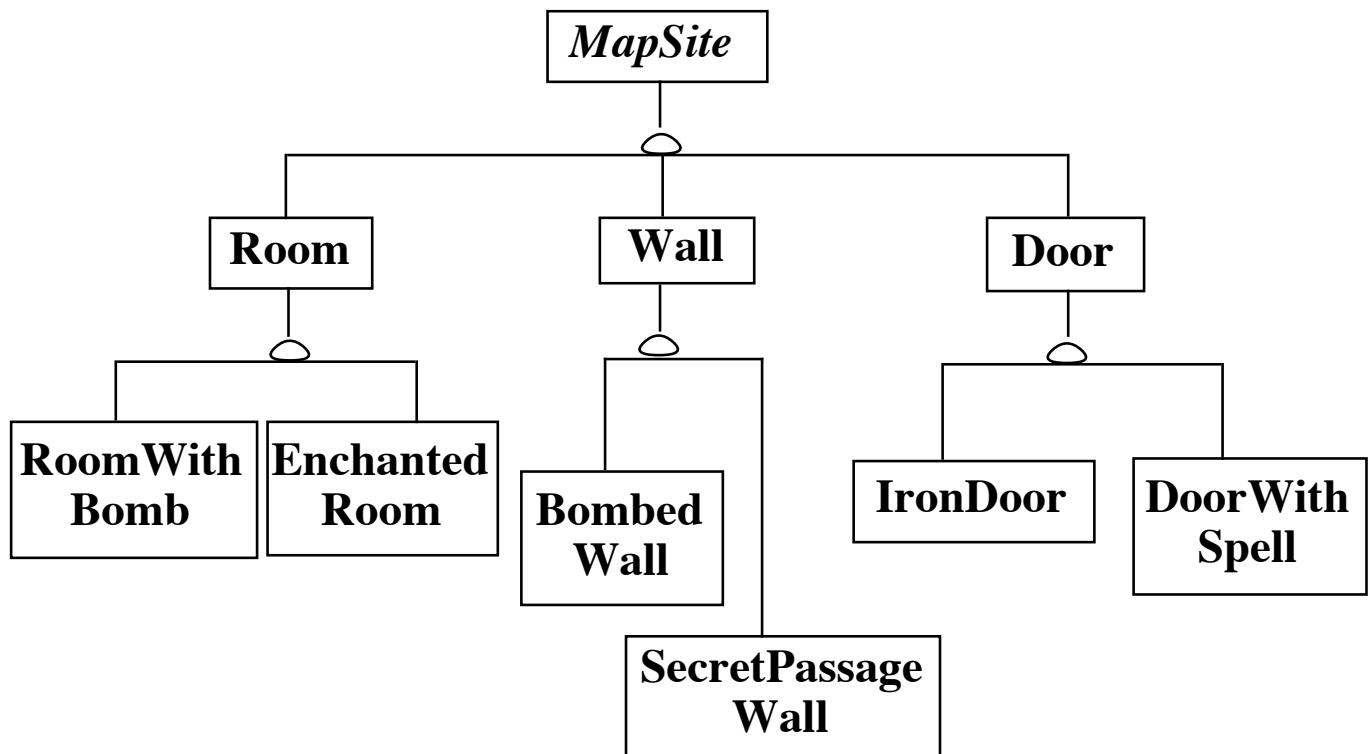 MapSite
Room
Wall
Door
RoomWith
Bomb
Enchanted
Room
Bombed
Wall
IronDoor
DoorWith
Spell
SecretPassage
Wall